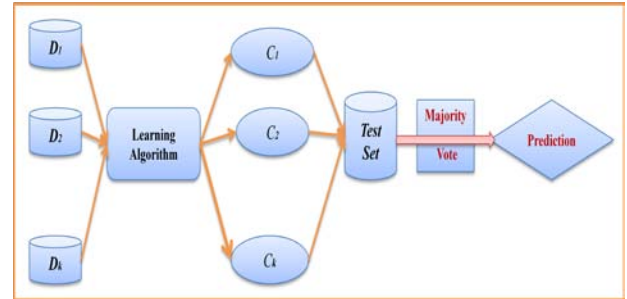 D1
D2
Dk
Learning
Algorithm
C1
C2
Ck
Test
Set
Majority
Vote
Prediction